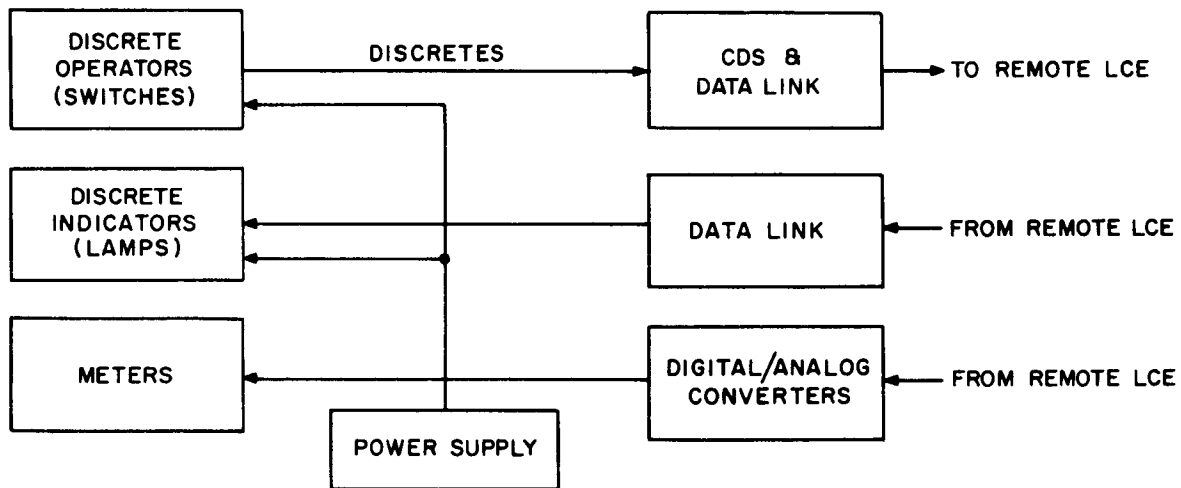 DISCRETE
OPERATORS
(SWITCHES)
DISCRETES
CDS &
DATA LINK
TO REMOTE LCE
DISCRETE
INDICATORS
(LAMPS)
DATA LINK
FROM REMOTE LCE
METERS
DIGITAL/ANALOG
CONVERTERS
FROM REMOTE LCE
POWER SUPPLY